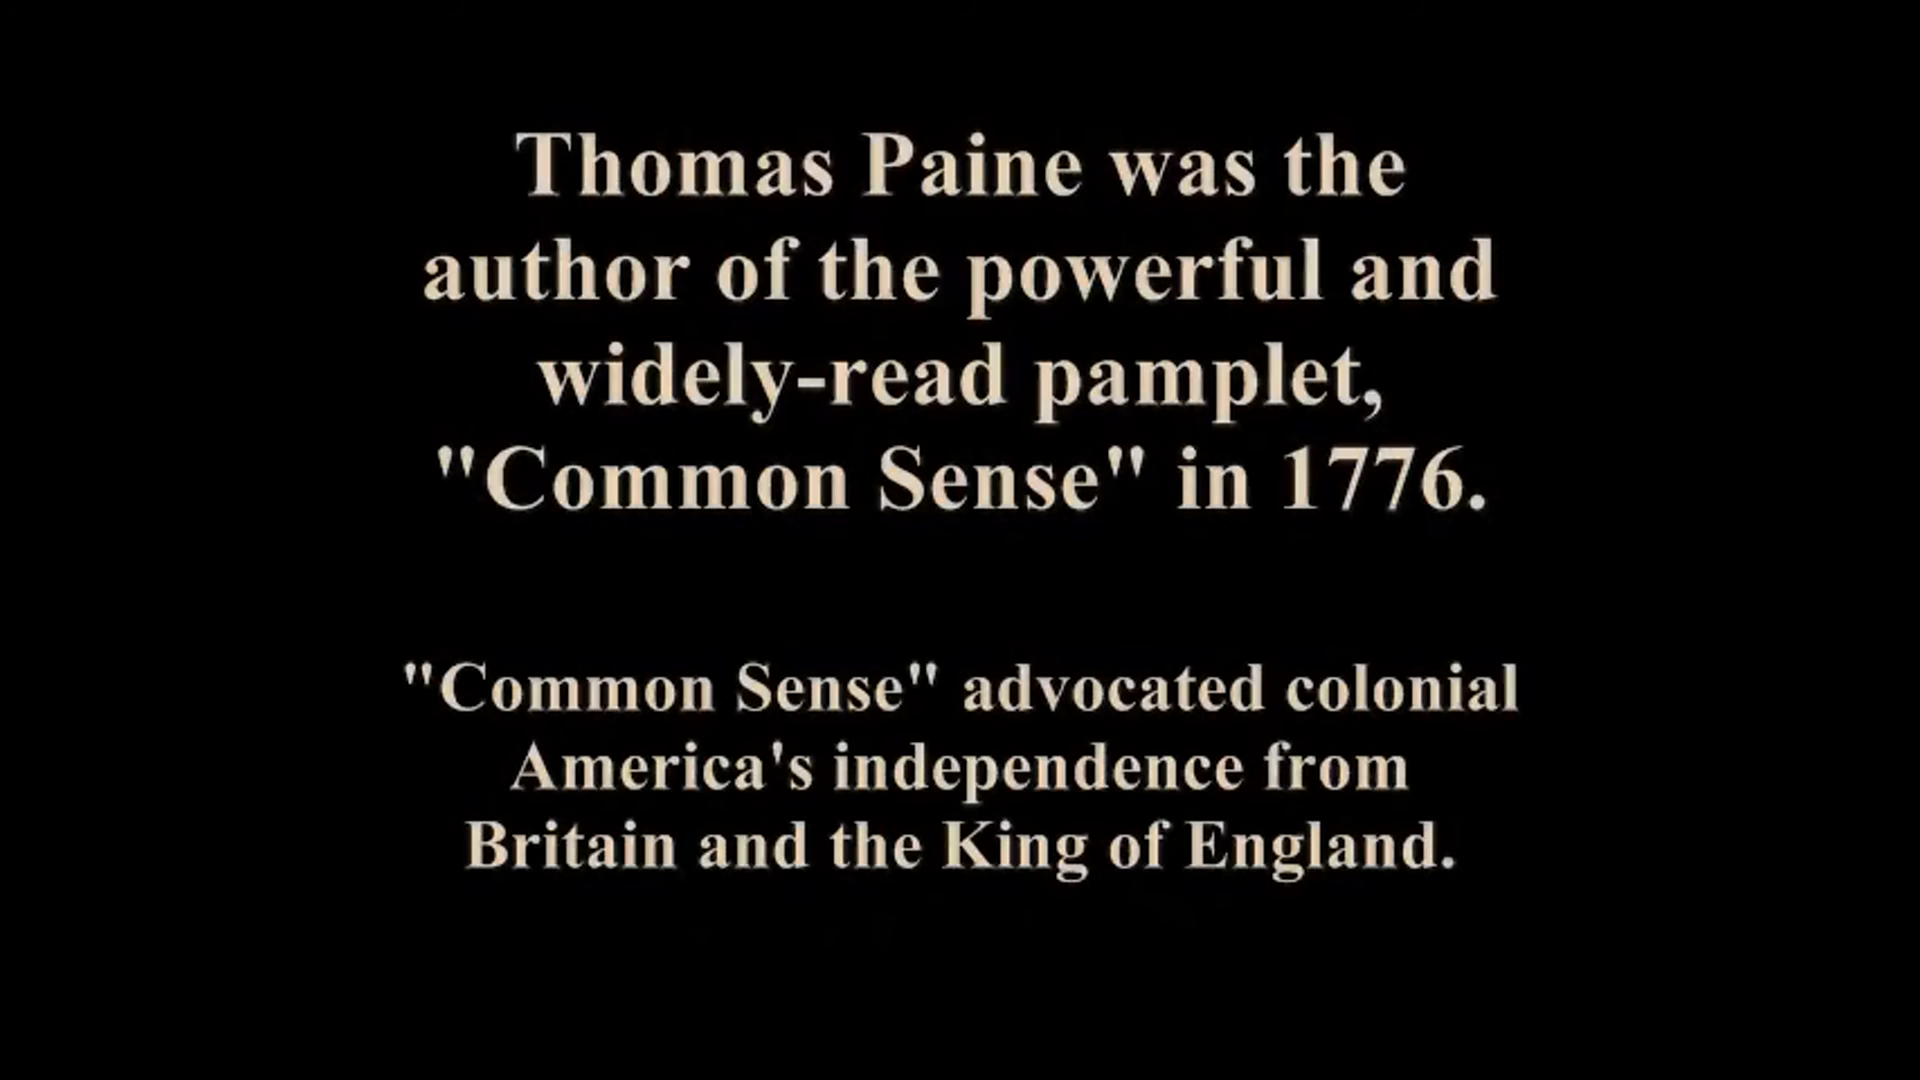 Thomas Paine was the
author of the powerful and
widely-read pamplet,
"Common Sense" in 1776.
"Common Sense" advocated colonial
America's independence from
Britain and the King of England.